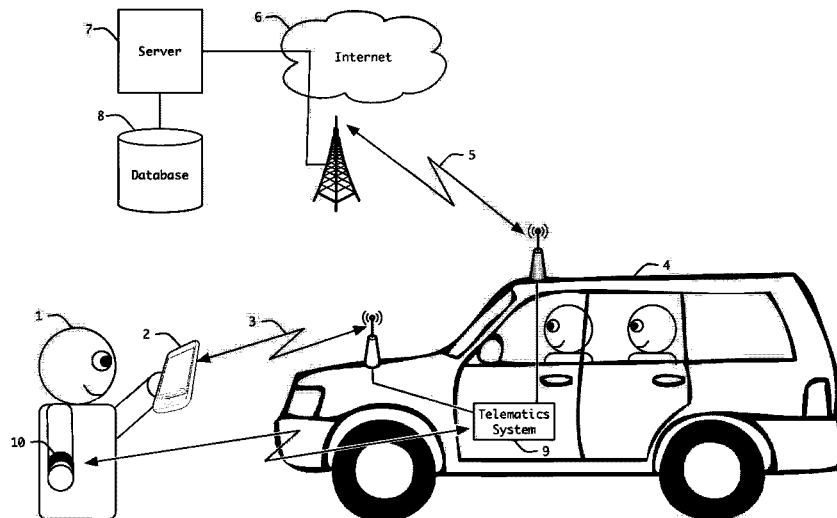 7
Server
6
Internet
8
Database
5
4
1
2
3
Telematics
System
9
10